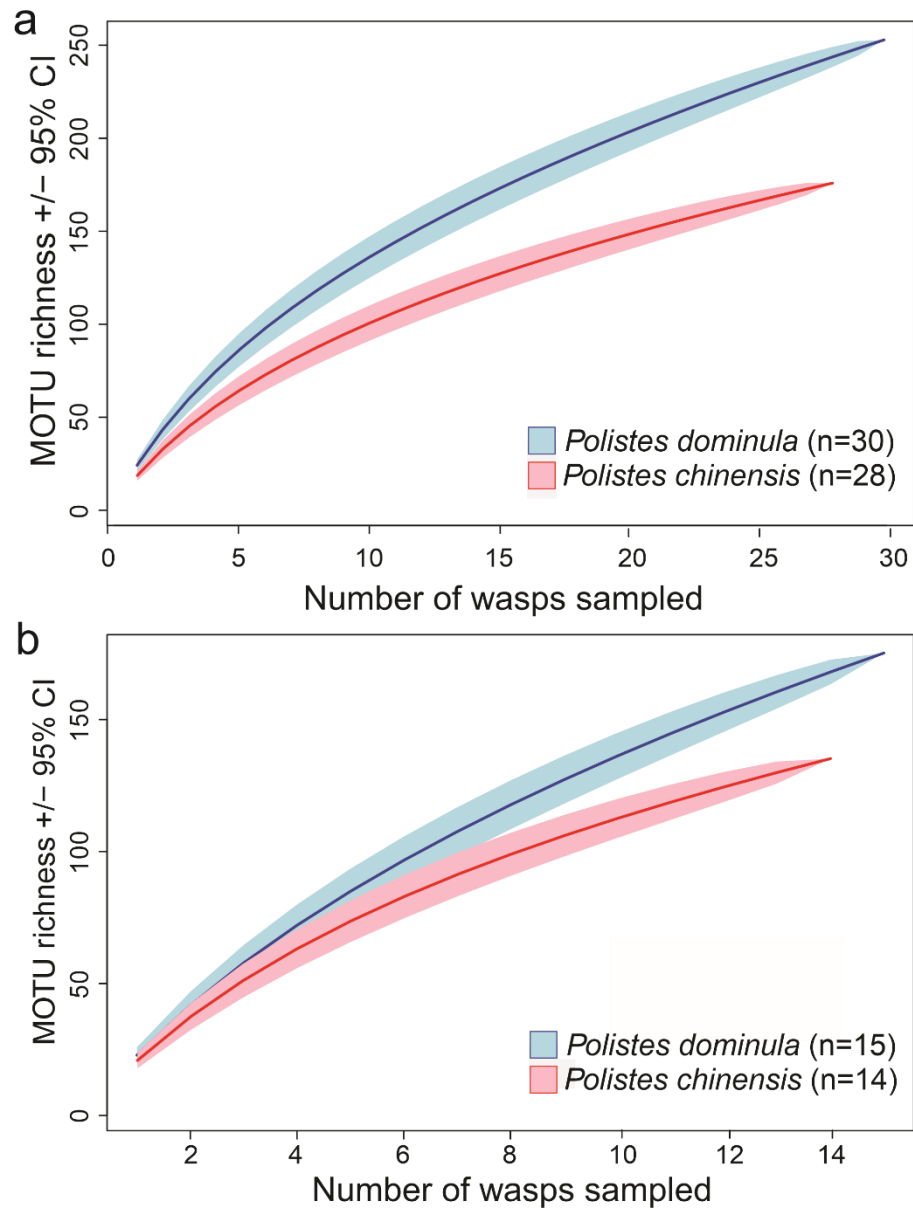 a
MOTU richness +/− 95% CI
250
200
150
100
50
0
Polistes dominula (n=30)
Polistes chinensis (n=28)
0 5 10 15 20 25 30
Number of wasps sampled
b
MOTU richness +/− 95% CI
150
100
50
0
Polistes dominula (n=15)
Polistes chinensis (n=14)
2 4 6 8 10 12 14
Number of wasps sampled